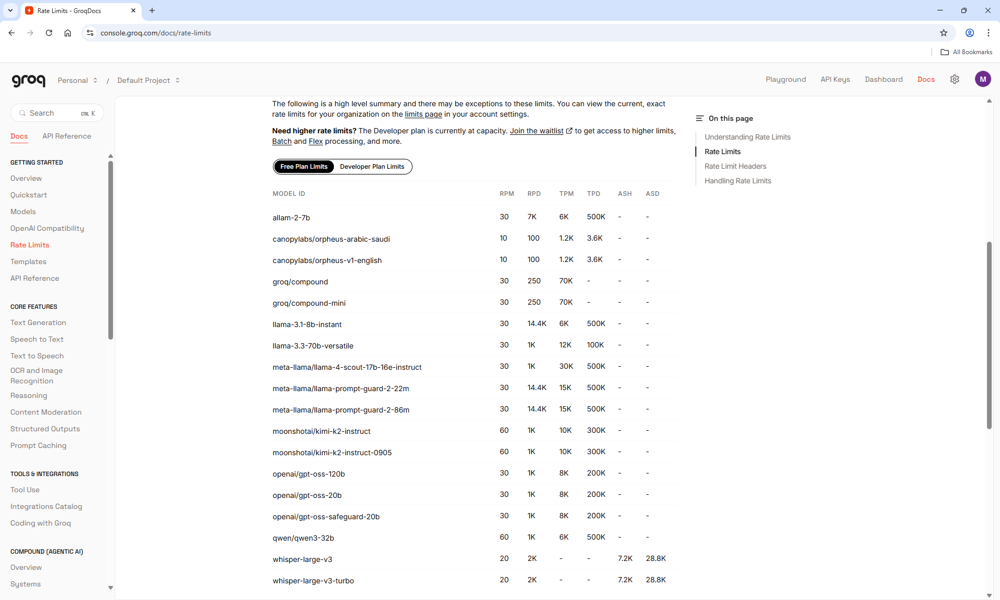 Rate Limits - GroqDocs
console.groq.com/docs/rate-limits
All Bookmarks
groq
Personal / Default Project
Playground API Keys Dashboard Docs M
Search CTRL K
Docs API Reference
GETTING STARTED
Overview
Quickstart
Models
OpenAI Compatibility
Rate Limits
Templates
API Reference
CORE FEATURES
Text Generation
Speech to Text
Text to Speech
OCR and Image
Recognition
Reasoning
Content Moderation
Structured Outputs
Prompt Caching
TOOLS & INTEGRATIONS
Tool Use
Integrations Catalog
Coding with Groq
COMPOUND (AGENTIC AI)
Overview
Systems
The following is a high level summary and there may be exceptions to these limits. You can view the current, exact
rate limits for your organization on the limits page in your account settings.
Need higher rate limits? The Developer plan is currently at capacity. Join the waitlist to get access to higher limits,
Batch and Flex processing, and more.
Free Plan Limits Developer Plan Limits
MODEL ID RPM RPD TPM TPD ASH ASD
allam-2-7b 30 7K 6K 500K - -
canopylabs/orpheus-arabic-saudi 10 100 1.2K 3.6K - -
canopylabs/orpheus-v1-english 10 100 1.2K 3.6K - -
groq/compound 30 250 70K - - -
groq/compound-mini 30 250 70K - - -
llama-3.1-8b-instant 30 14.4K 6K 500K - -
llama-3.3-70b-versatile 30 1K 12K 100K - -
meta-llama/llama-4-scout-17b-16e-instruct 30 1K 30K 500K - -
meta-llama/llama-prompt-guard-2-22m 30 14.4K 15K 500K - -
meta-llama/llama-prompt-guard-2-86m 30 14.4K 15K 500K - -
moonshotai/kimi-k2-instruct 60 1K 10K 300K - -
moonshotai/kimi-k2-instruct-0905 60 1K 10K 300K - -
openai/gpt-oss-120b 30 1K 8K 200K - -
openai/gpt-oss-20b 30 1K 8K 200K - -
openai/gpt-oss-safeguard-20b 30 1K 8K 200K - -
qwen/qwen3-32b 60 1K 6K 500K - -
whisper-large-v3 20 2K - - 7.2K 28.8K
whisper-large-v3-turbo 20 2K - - 7.2K 28.8K
On this page
Understanding Rate Limits
Rate Limits
Rate Limit Headers
Handling Rate Limits